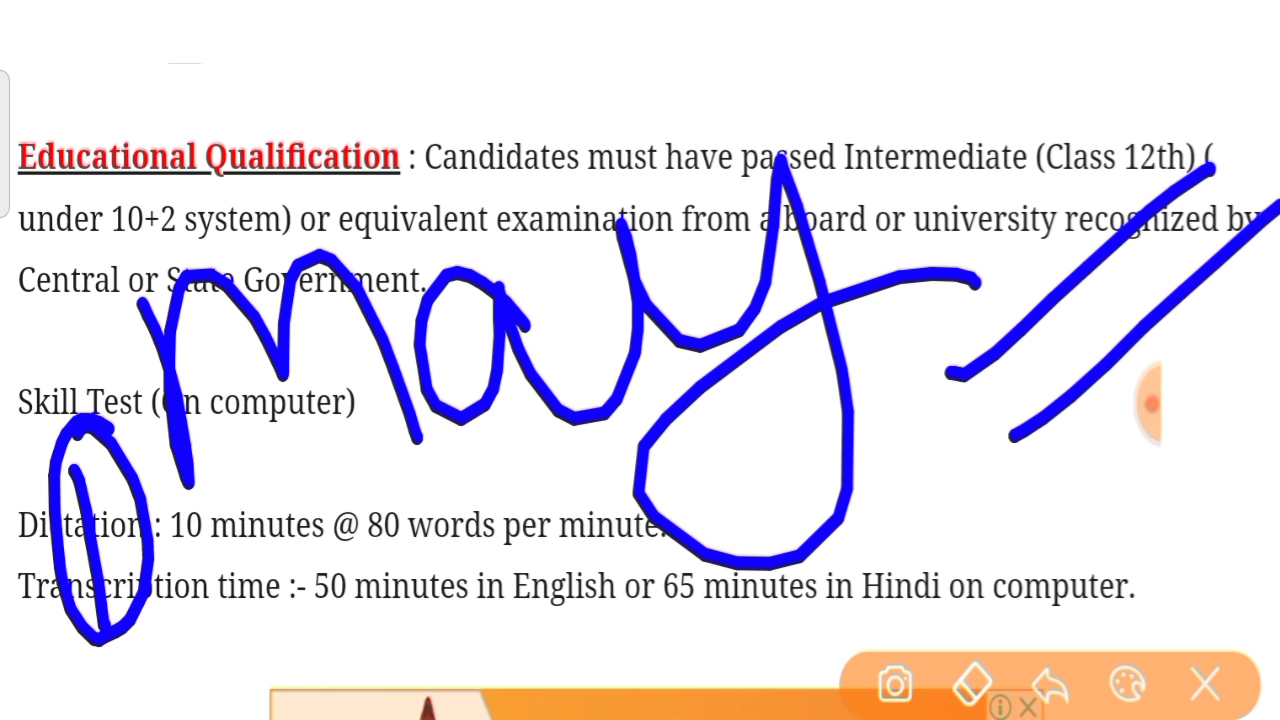 Educational Qualification : Candidates must have passed Intermediate (Class 12th) (
under 10+2 system) or equivalent examination from a board or university recognized by
Central or State Government.
may
Skill Test (On computer)
Dictation : 10 minutes @ 80 words per minute.
Transcription time :- 50 minutes in English or 65 minutes in Hindi on computer.